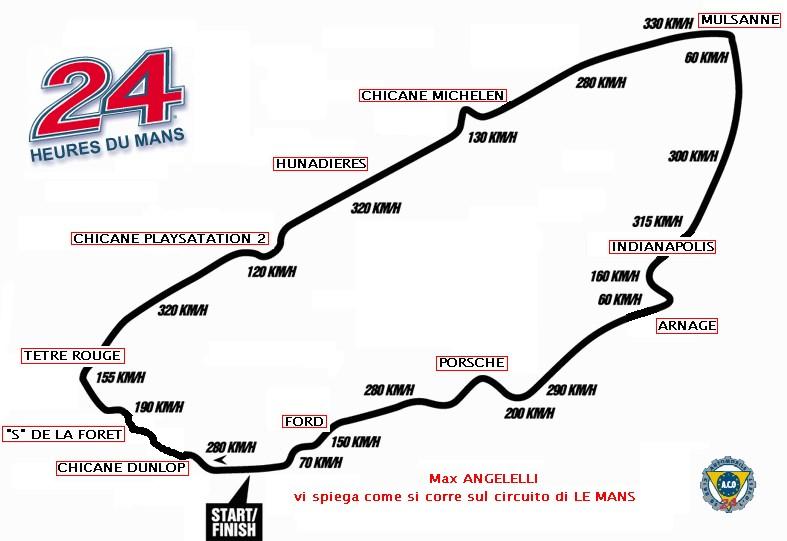 330 KM/H
MULSANNE
60 KM/H
24
HEURES DU MANS
280 KM/H
CHICANE MICHELEN
130 KM/H
HUNADIERES
300 KM/H
320 KM/H
315 KM/H
CHICANE PLAYSATATION 2
INDIANAPOLIS
120 KM/H
160 KM/H
60 KM/H
320 KM/H
ARNAGE
TETRE ROUGE
PORSCHE
155 KM/H
280 KM/H
290 KM/H
190 KM/H
200 KM/H
FORD
"S" DE LA FORET
150 KM/H
280 KM/H
70 KM/H
CHICANE DUNLOP
Max ANGELELLI
vi spiega come si corre sul circuito di LE MANS
START/
FINISH
A.C.O
24